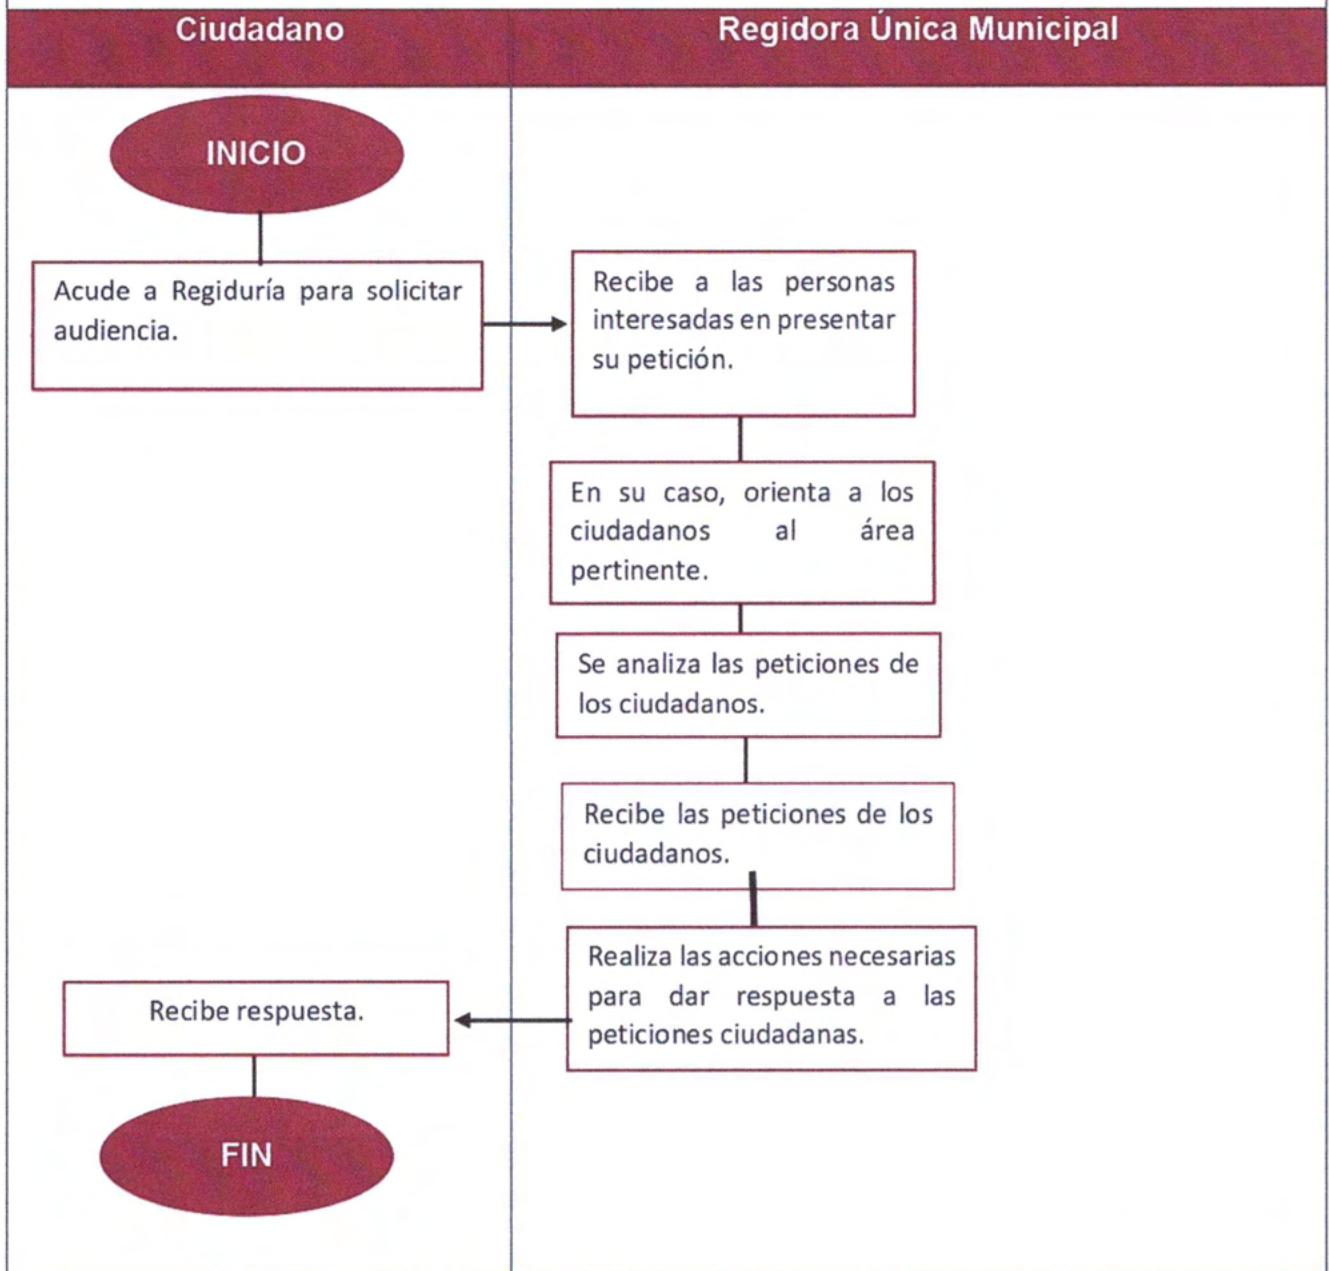 Ciudadano
Regidora Única Municipal
INICIO
Acude a Regiduría para solicitar
audiencia.
Recibe a las personas
interesadas en presentar
su petición.
En su caso, orienta a los
ciudadanos al área
pertinente.
Se analiza las peticiones de
los ciudadanos.
Recibe las peticiones de los
ciudadanos.
Realiza las acciones necesarias
para dar respuesta a las
peticiones ciudadanas.
Recibe respuesta.
FIN